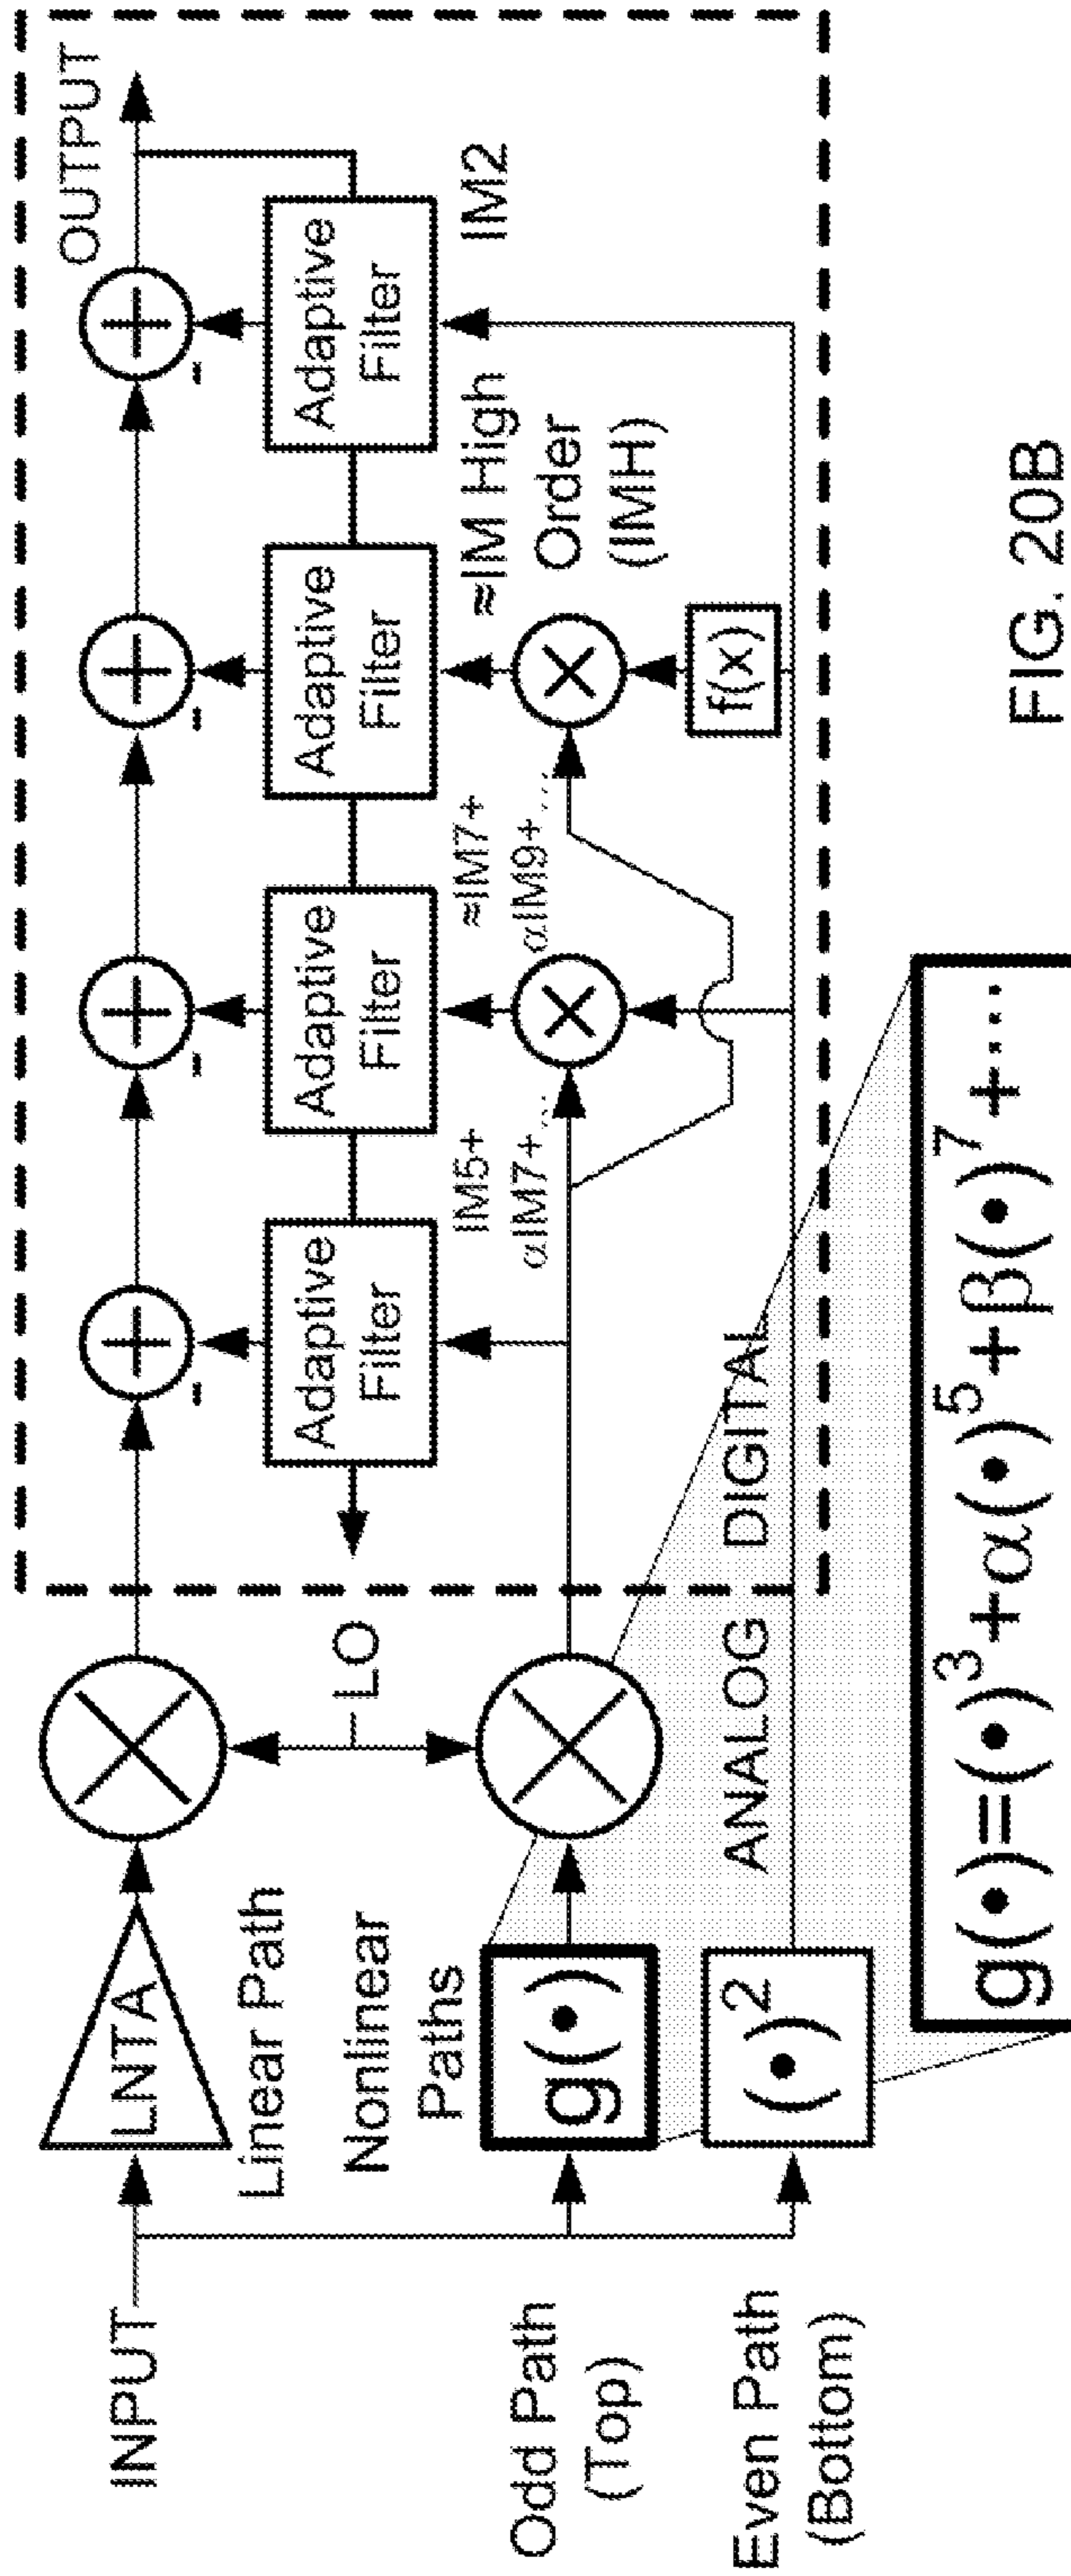 INPUT
LNTA
Linear Path
LO
OUTPUT
Adaptive
Filter
Adaptive
Filter
Adaptive
Filter
Adaptive
Filter
-
-
-
-
Nonlinear
Paths
Odd Path
(Top)
g(•)
IM5+
αIM7+...
≈IM7+
αIM9+...
≈IM High
Order
(IMH)
IM2
f(x)
Even Path
(Bottom)
(•)²
ANALOG
DIGITAL
g(•)=(•)³+α(•)⁵+β(•)⁷+...
FIG. 20B